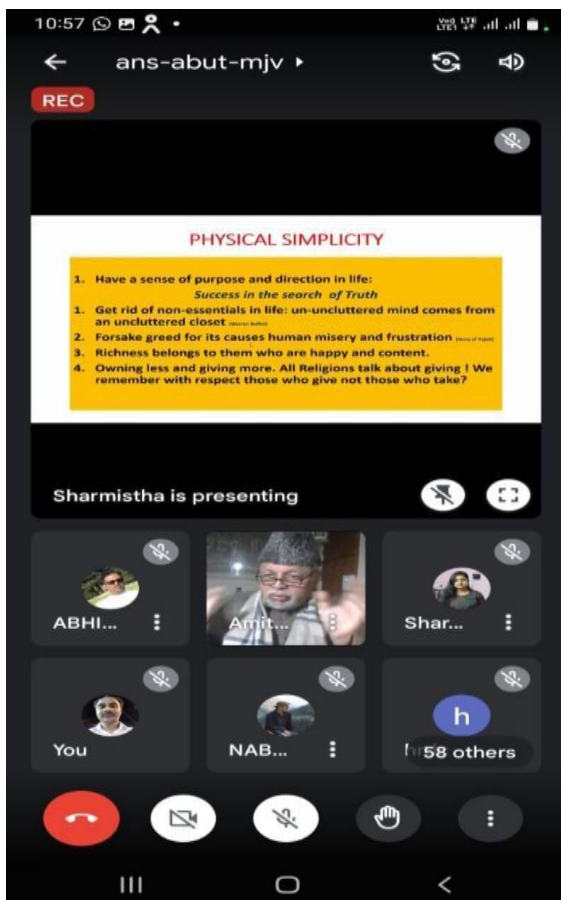 10:57
Vo) LTE
LTE1
ans-abut-mjv
REC
PHYSICAL SIMPLICITY
1. Have a sense of purpose and direction in life:
Success in the search of Truth
1. Get rid of non-essentials in life: un-uncluttered mind comes from
an uncluttered closet
2. Forsake greed for its causes human misery and frustration
3. Richness belongs to them who are happy and content.
4. Owning less and giving more. All Religions talk about giving ! We
remember with respect those who give not those who take?
Sharmistha is presenting
ABHI...
Amit...
Shar...
You
NAB...
h
58 others